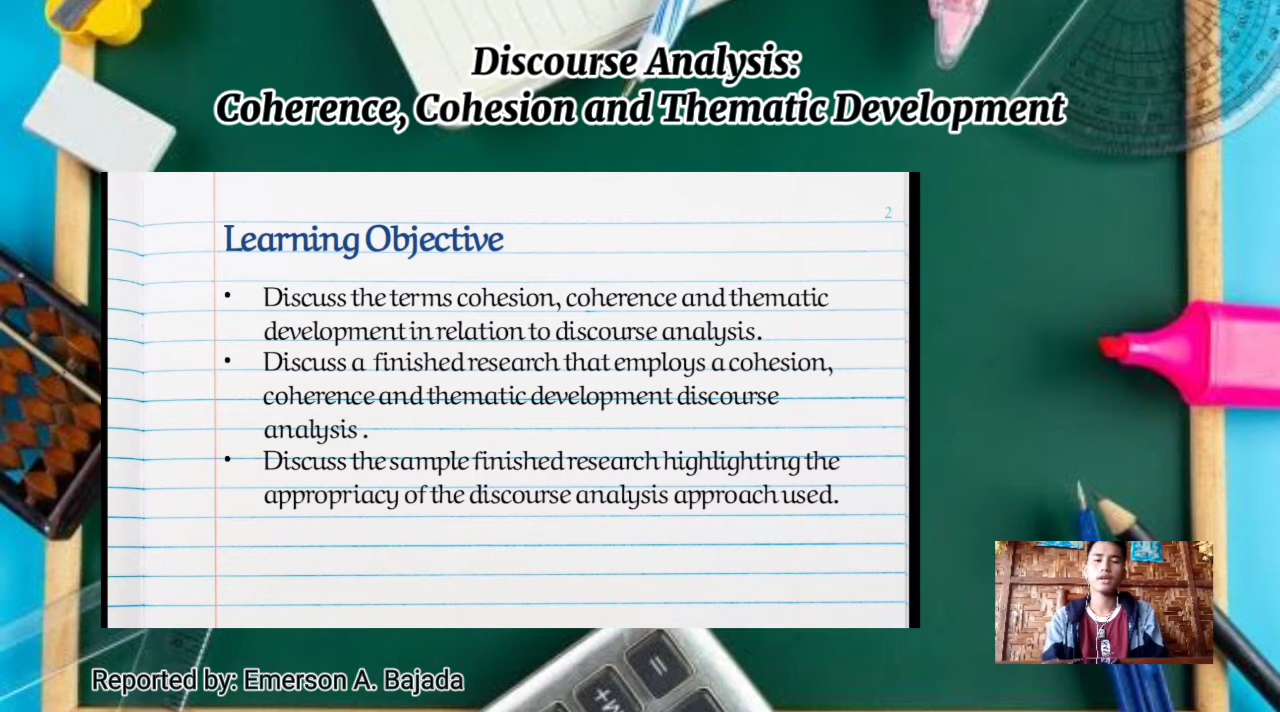 Discourse Analysis:
Coherence, Cohesion and Thematic Development
2
Learning Objective
• Discuss the terms cohesion, coherence and thematic
development in relation to discourse analysis.
• Discuss a finished research that employs a cohesion,
coherence and thematic development discourse
analysis .
• Discuss the sample finished research highlighting the
appropriacy of the discourse analysis approach used.
Reported by: Emerson A. Bajada